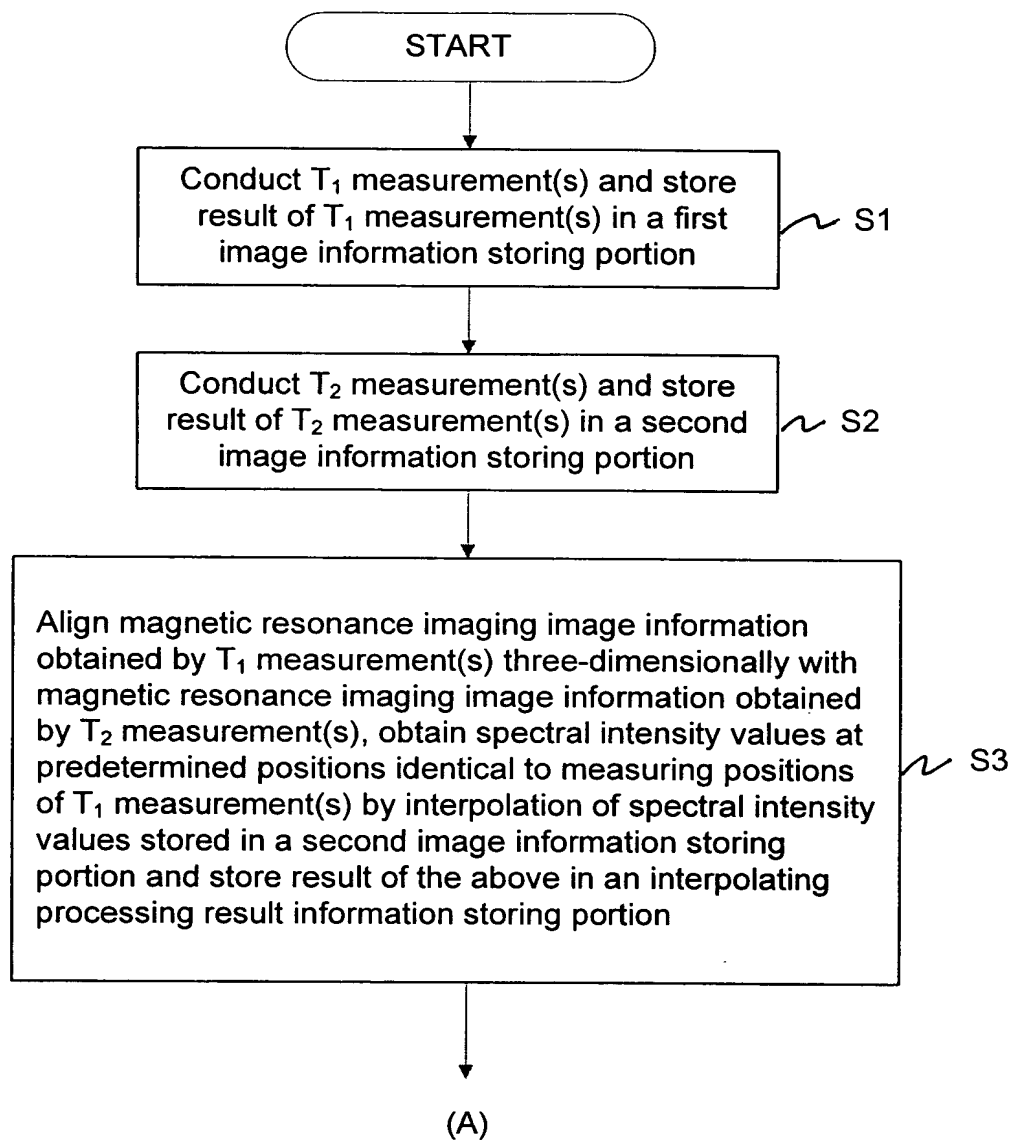 START
Conduct T₁ measurement(s) and store
result of T₁ measurement(s) in a first
image information storing portion
S1
Conduct T₂ measurement(s) and store
result of T₂ measurement(s) in a second
image information storing portion
S2
Align magnetic resonance imaging image information
obtained by T₁ measurement(s) three-dimensionally with
magnetic resonance imaging image information obtained
by T₂ measurement(s), obtain spectral intensity values at
predetermined positions identical to measuring positions
of T₁ measurement(s) by interpolation of spectral intensity
values stored in a second image information storing
portion and store result of the above in an interpolating
processing result information storing portion
S3
(A)